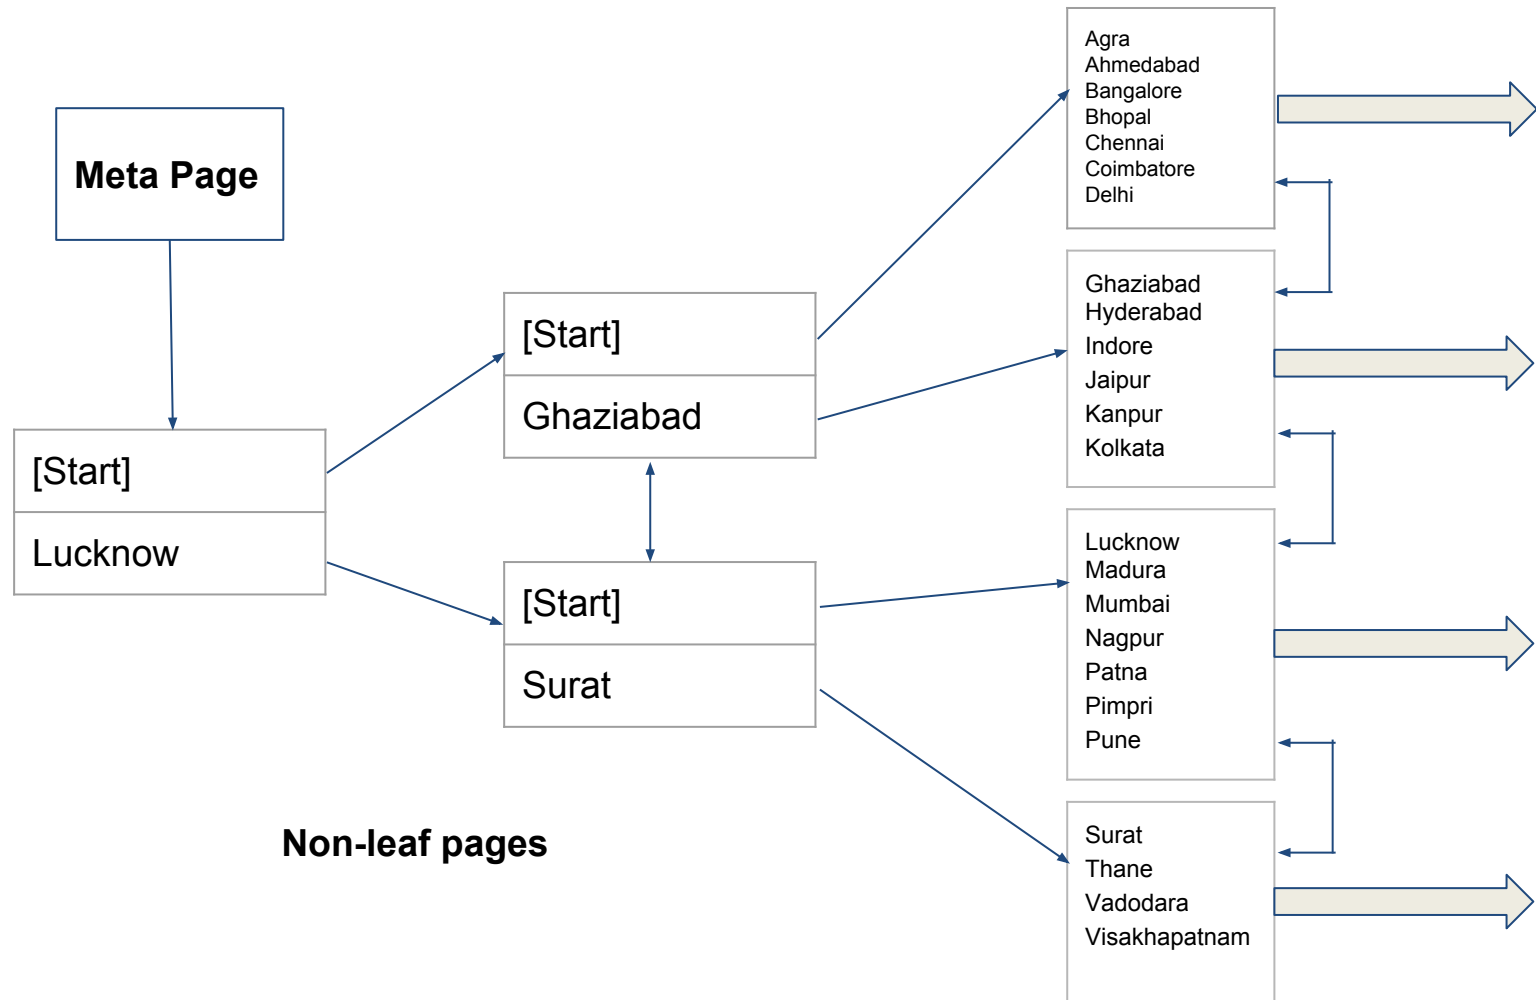 Meta Page
[Start]
Lucknow
[Start]
Ghaziabad
[Start]
Surat
Non-leaf pages
Agra
Ahmedabad
Bangalore
Bhopal
Chennai
Coimbatore
Delhi
Ghaziabad
Hyderabad
Indore
Jaipur
Kanpur
Kolkata
Lucknow
Madura
Mumbai
Nagpur
Patna
Pimpri
Pune
Surat
Thane
Vadodara
Visakhapatnam